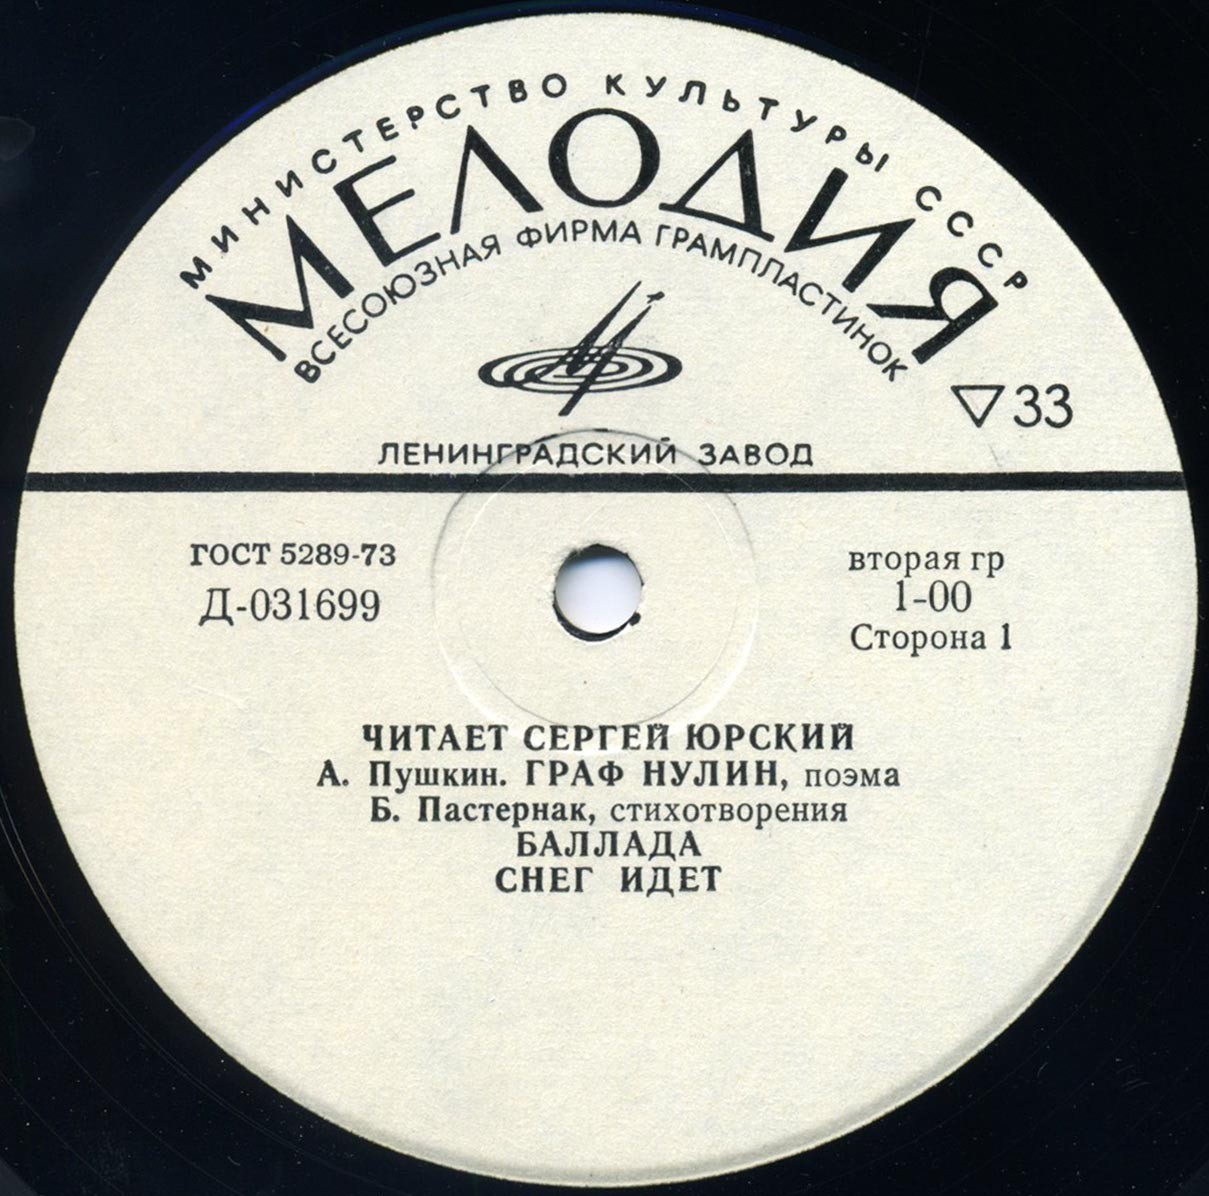 МИНИСТЕРСТВО КУЛЬТУРЫ СССР
МЕЛОДИЯ
ВСЕСОЮЗНАЯ ФИРМА ГРАМПЛАСТИНОК
33
ЛЕНИНГРАДСКИЙ ЗАВОД
ГОСТ 5289-73
Д-031699
вторая гр
1-00
Сторона 1
ЧИТАЕТ СЕРГЕЙ ЮРСКИЙ
А. Пушкин. ГРАФ НУЛИН, поэма
Б. Пастернак, стихотворения
БАЛЛАДА
СНЕГ ИДЕТ